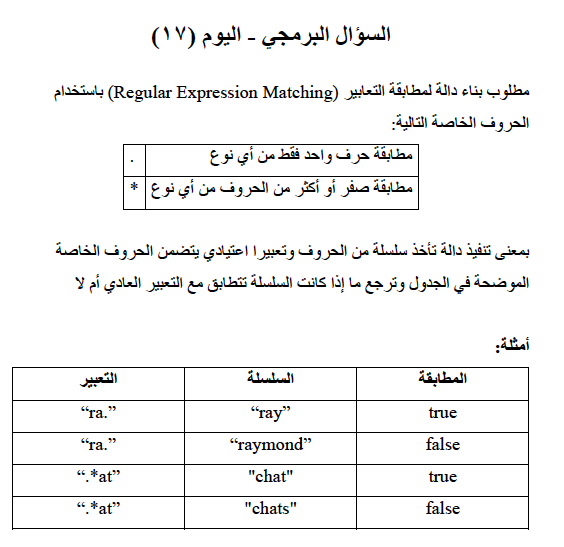 السؤال البرمجي - اليوم (١٧)
مطلوب بناء دالة لمطابقة التعابير (Regular Expression Matching) باستخدام
الحروف الخاصة التالية:
مطابقة حرف واحد فقط من أي نوع .
مطابقة صفر أو أكثر من الحروف من أي نوع *
بمعنى تنفيذ دالة تأخذ سلسلة من الحروف وتعبيرا اعتيادي يتضمن الحروف الخاصة
الموضحة في الجدول وترجع ما إذا كانت السلسلة تتطابق مع التعبير العادي أم لا
أمثلة:
المطابقة السلسلة التعبير
true “ray” “ra.”
false “raymond” “ra.”
true "chat" “.*at”
false "chats" “.*at”